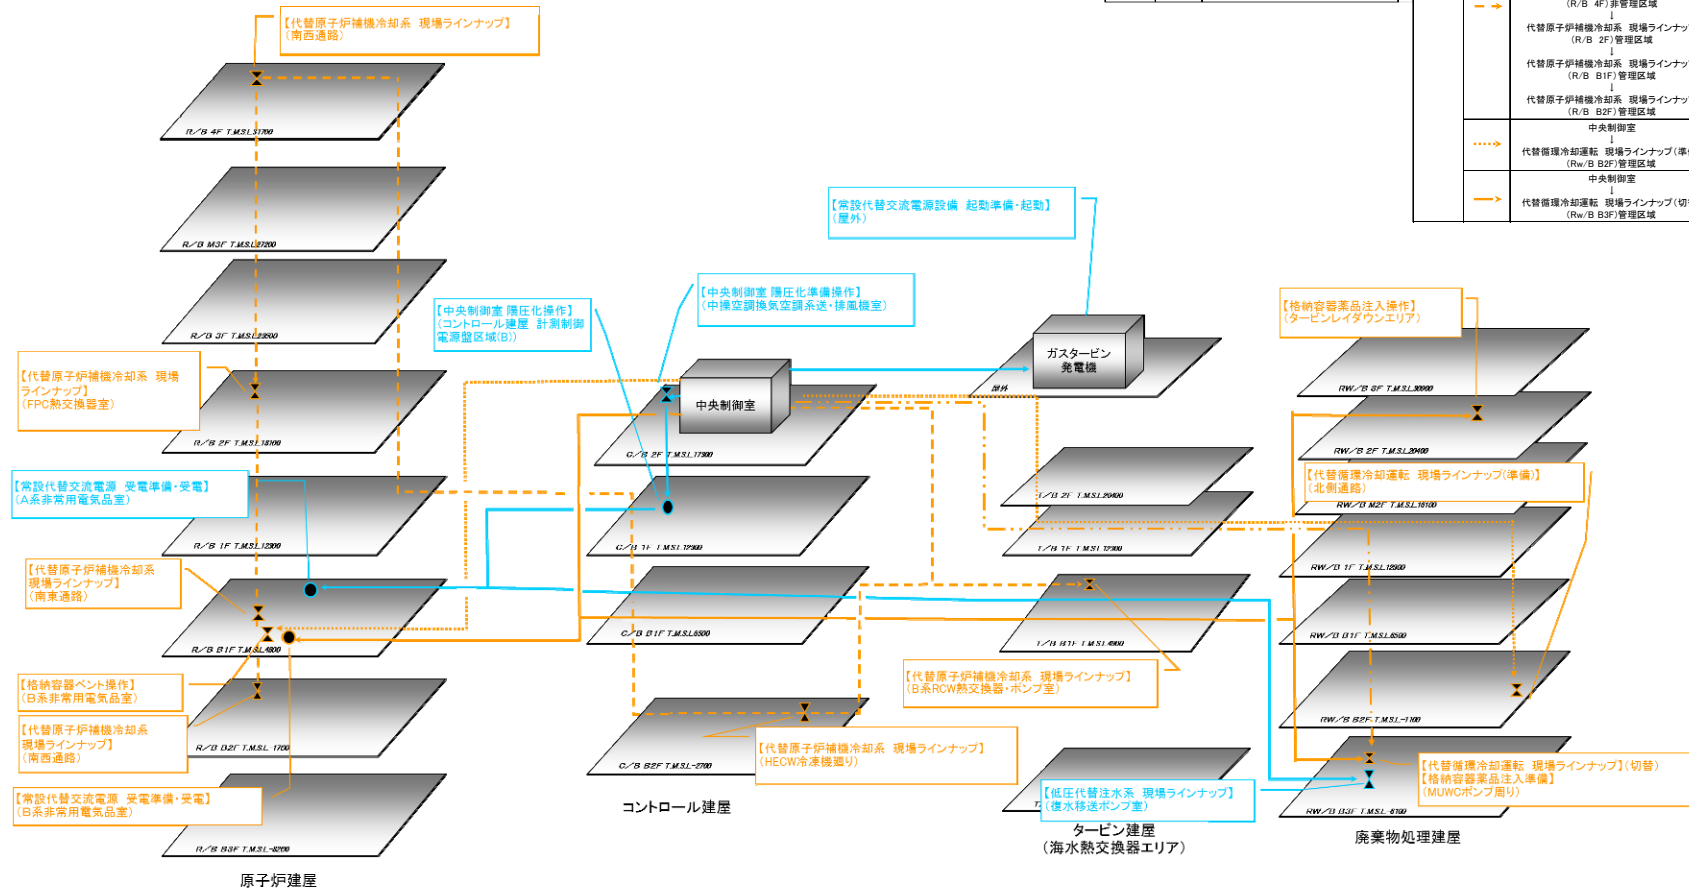 (R/B 4F)非管理区域
↓
代替原子炉補機冷却系 現場ラインナップ
(R/B 2F)管理区域
↓
代替原子炉補機冷却系 現場ラインナップ
(R/B B1F)管理区域
↓
代替原子炉補機冷却系 現場ラインナップ
(R/B B2F)管理区域
中央制御室
↓
代替循環冷却運転 現場ラインナップ(準備
(Rw/B B2F)管理区域
中央制御室
↓
代替循環冷却運転 現場ラインナップ(切替
(Rw/B B3F)管理区域
【代替原子炉補機冷却系 現場ラインナップ】
(南西通路)
R/B 4F T.M.S.L.31700
R/B M3F T.M.S.L.27200
R/B 3F T.M.S.L.23500
【代替原子炉補機冷却系 現場
ラインナップ】
(FPC熱交換器室)
R/B 2F T.M.S.L.18100
【常設代替交流電源 受電準備・受電】
(A系非常用電気品室)
R/B 1F T.M.S.L.12300
【代替原子炉補機冷却系
現場ラインナップ】
(南東通路)
R/B B1F T.M.S.L.4800
【格納容器ベント操作】
(B系非常用電気品室)
【代替原子炉補機冷却系
現場ラインナップ】
(南西通路)
R/B B2F T.M.S.L.-1700
【常設代替交流電源 受電準備・受電】
(B系非常用電気品室)
R/B B3F T.M.S.L.-8200
原子炉建屋
【中央制御室 陽圧化操作】
(コントロール建屋 計測制御
電源盤区域(B))
【中央制御室 陽圧化準備操作】
(中操空調換気空調系送・排風機室)
中央制御室
C/B 2F T.M.S.L.17300
C/B 1F T.M.S.L.12300
C/B B1F T.M.S.L.6500
C/B B2F T.M.S.L.-2700
【代替原子炉補機冷却系 現場ラインナップ】
(HECW冷凍機廻り)
コントロール建屋
【常設代替交流電源設備 起動準備・起動】
(屋外)
ガスタービン
発電機
屋外
T/B 2F T.M.S.L.20400
T/B 1F T.M.S.L.12300
T/B B1F T.M.S.L.4900
【代替原子炉補機冷却系 現場ラインナップ】
(B系RCW熱交換器・ポンプ室)
【低圧代替注水系 現場ラインナップ】
(復水移送ポンプ室)
タービン建屋
(海水熱交換器エリア)
【格納容器薬品注入操作】
(タービンレイダウンエリア)
RW/B 3F T.M.S.L.30900
RW/B 2F T.M.S.L.20400
【代替循環冷却運転 現場ラインナップ(準備)】
(北側通路)
RW/B M2F T.M.S.L.16100
RW/B 1F T.M.S.L.12300
RW/B B1F T.M.S.L.6500
RW/B B2F T.M.S.L.-1100
【代替循環冷却運転 現場ラインナップ】(切替)
【格納容器薬品注入準備】
(MUWCポンプ周り)
RW/B B3F T.M.S.L.-6100
廃棄物処理建屋